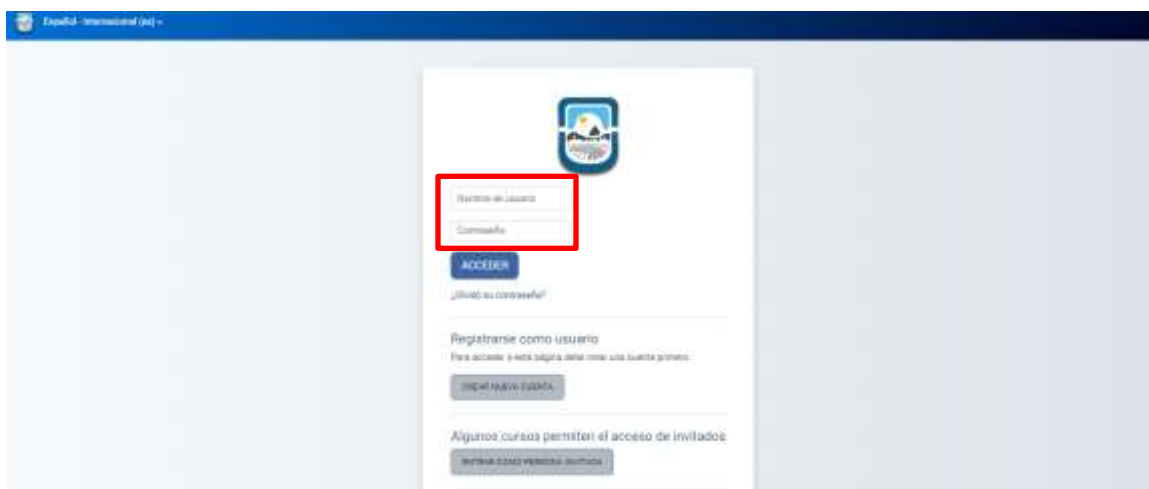 Español - Internacional (es)
Nombre de usuario
Contraseña
ACCEDER
¿Olvidó su contraseña?
Registrarse como usuario
Para acceder a esta página debe crear una cuenta primero.
CREAR NUEVA CUENTA
Algunos cursos permiten el acceso de invitados
ENTRAR COMO PERSONA INVITADA